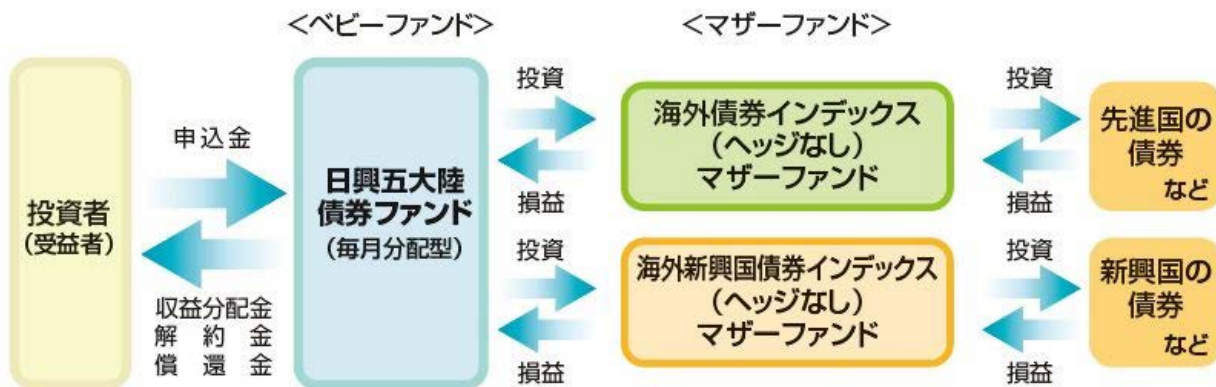 <ベビーファンド>
<マザーファンド>
投資者
(受益者)
申込金
収益分配金
解約金
償還金
日興五大陸
債券ファンド
(毎月分配型)
投資
損益
海外債券インデックス
(ヘッジなし)
マザーファンド
投資
損益
先進国の
債券
など
投資
損益
海外新興国債券インデックス
(ヘッジなし)
マザーファンド
投資
損益
新興国の
債券
など